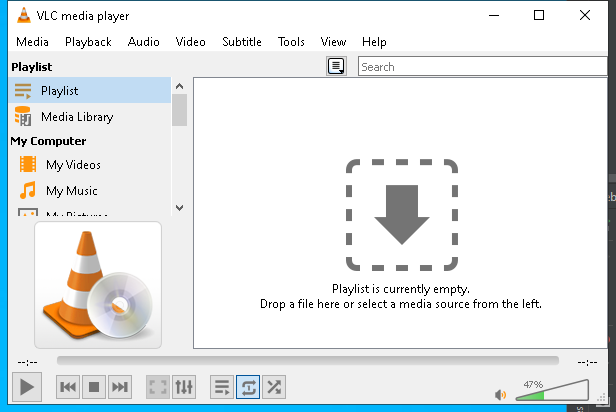 VLC media player
Media Playback Audio Video Subtitle Tools View Help
Playlist
Search
Playlist
Media Library
My Computer
My Videos
My Music
My Pictures
Playlist is currently empty.
Drop a file here or select a media source from the left.
--:-- --:--
47%